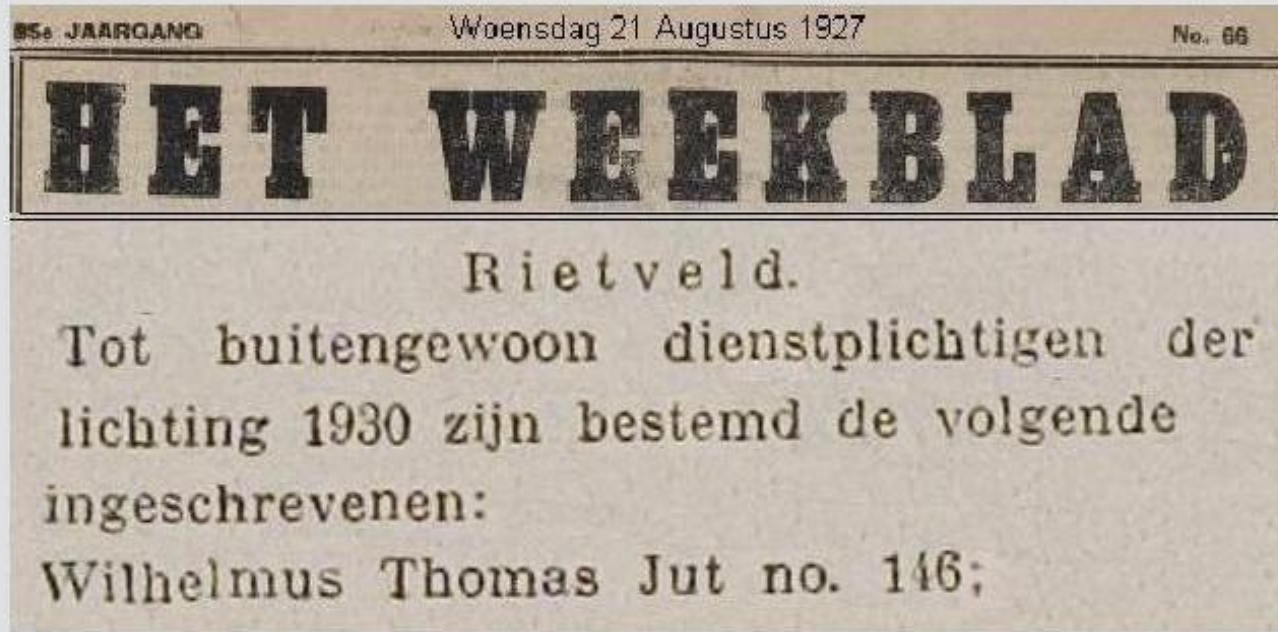 85e JAARGANG Woensdag 21 Augustus 1927 No. 66
HET WEEKBLAD
Rietveld.
Tot buitengewoon dienstplichtigen der
lichting 1930 zijn bestemd de volgende
ingeschrevenen:
Wilhelmus Thomas Jut no. 146;